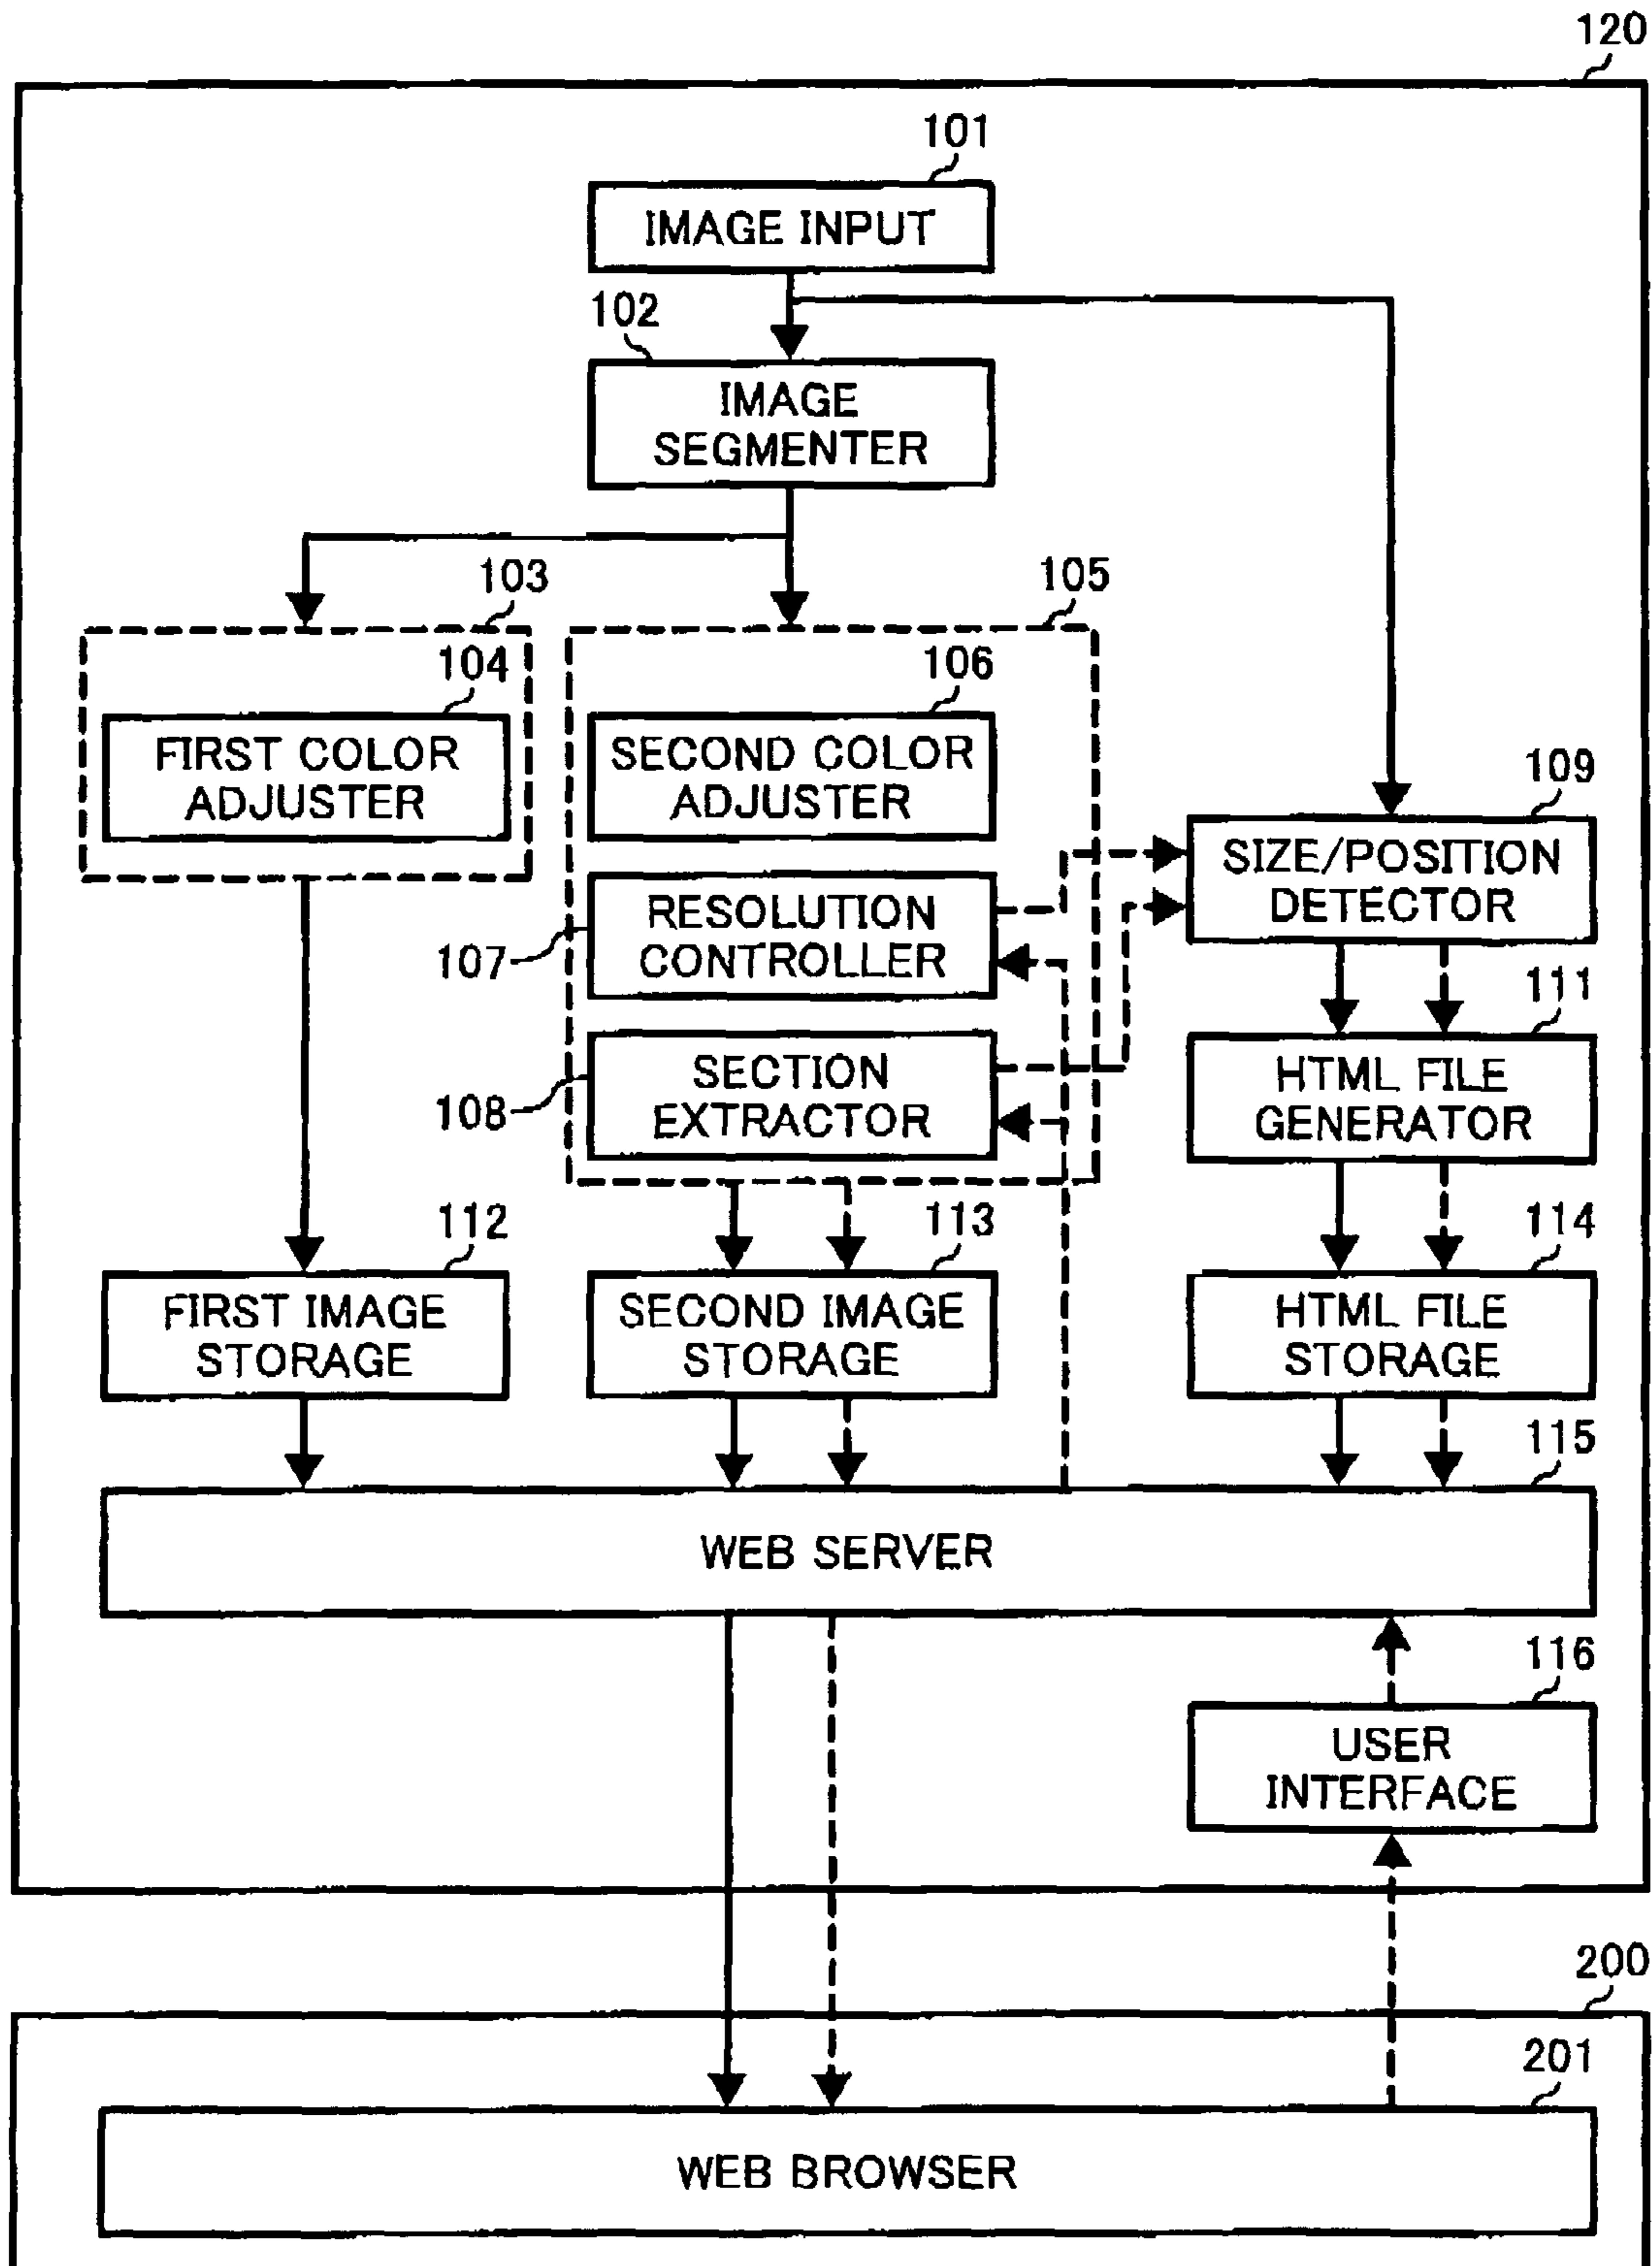 120
101
IMAGE INPUT
102
IMAGE
SEGMENTER
103
105
104
FIRST COLOR
ADJUSTER
106
SECOND COLOR
ADJUSTER
109
SIZE/POSITION
DETECTOR
107
RESOLUTION
CONTROLLER
111
HTML FILE
GENERATOR
108
SECTION
EXTRACTOR
112
FIRST IMAGE
STORAGE
113
SECOND IMAGE
STORAGE
114
HTML FILE
STORAGE
115
WEB SERVER
116
USER
INTERFACE
200
201
WEB BROWSER